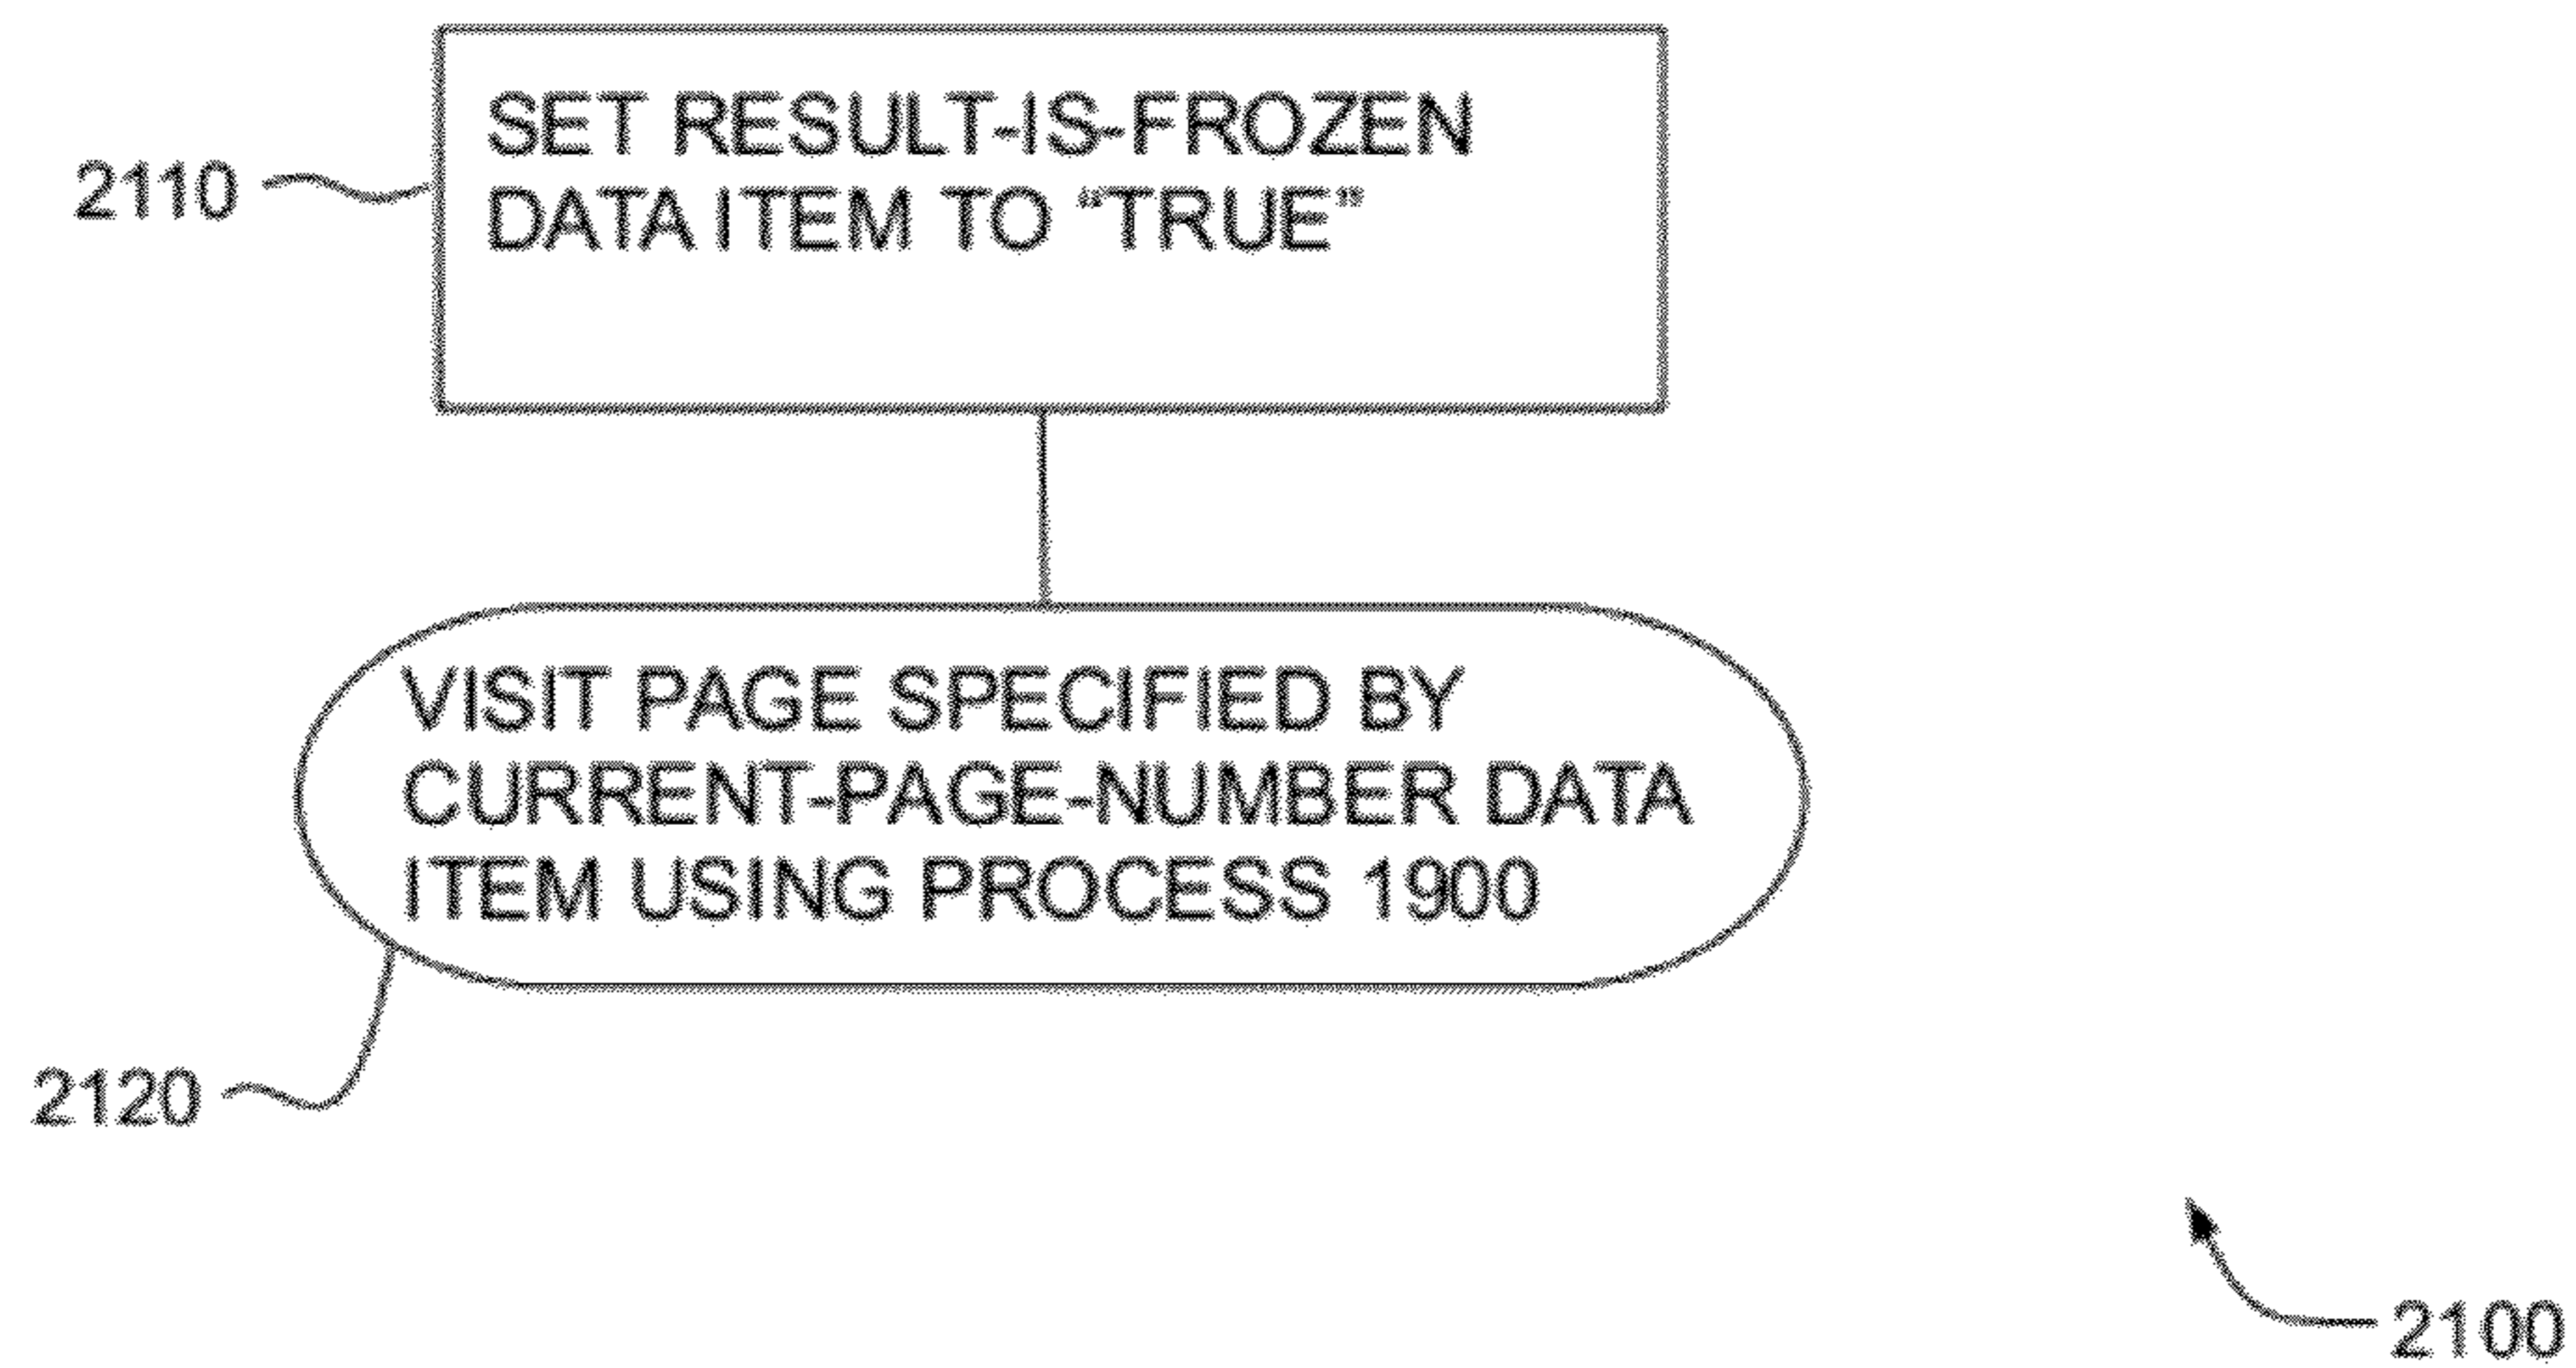 SET RESULT-IS-FROZEN
DATA ITEM TO “TRUE”
2110
VISIT PAGE SPECIFIED BY
CURRENT-PAGE-NUMBER DATA
ITEM USING PROCESS 1900
2120
2100